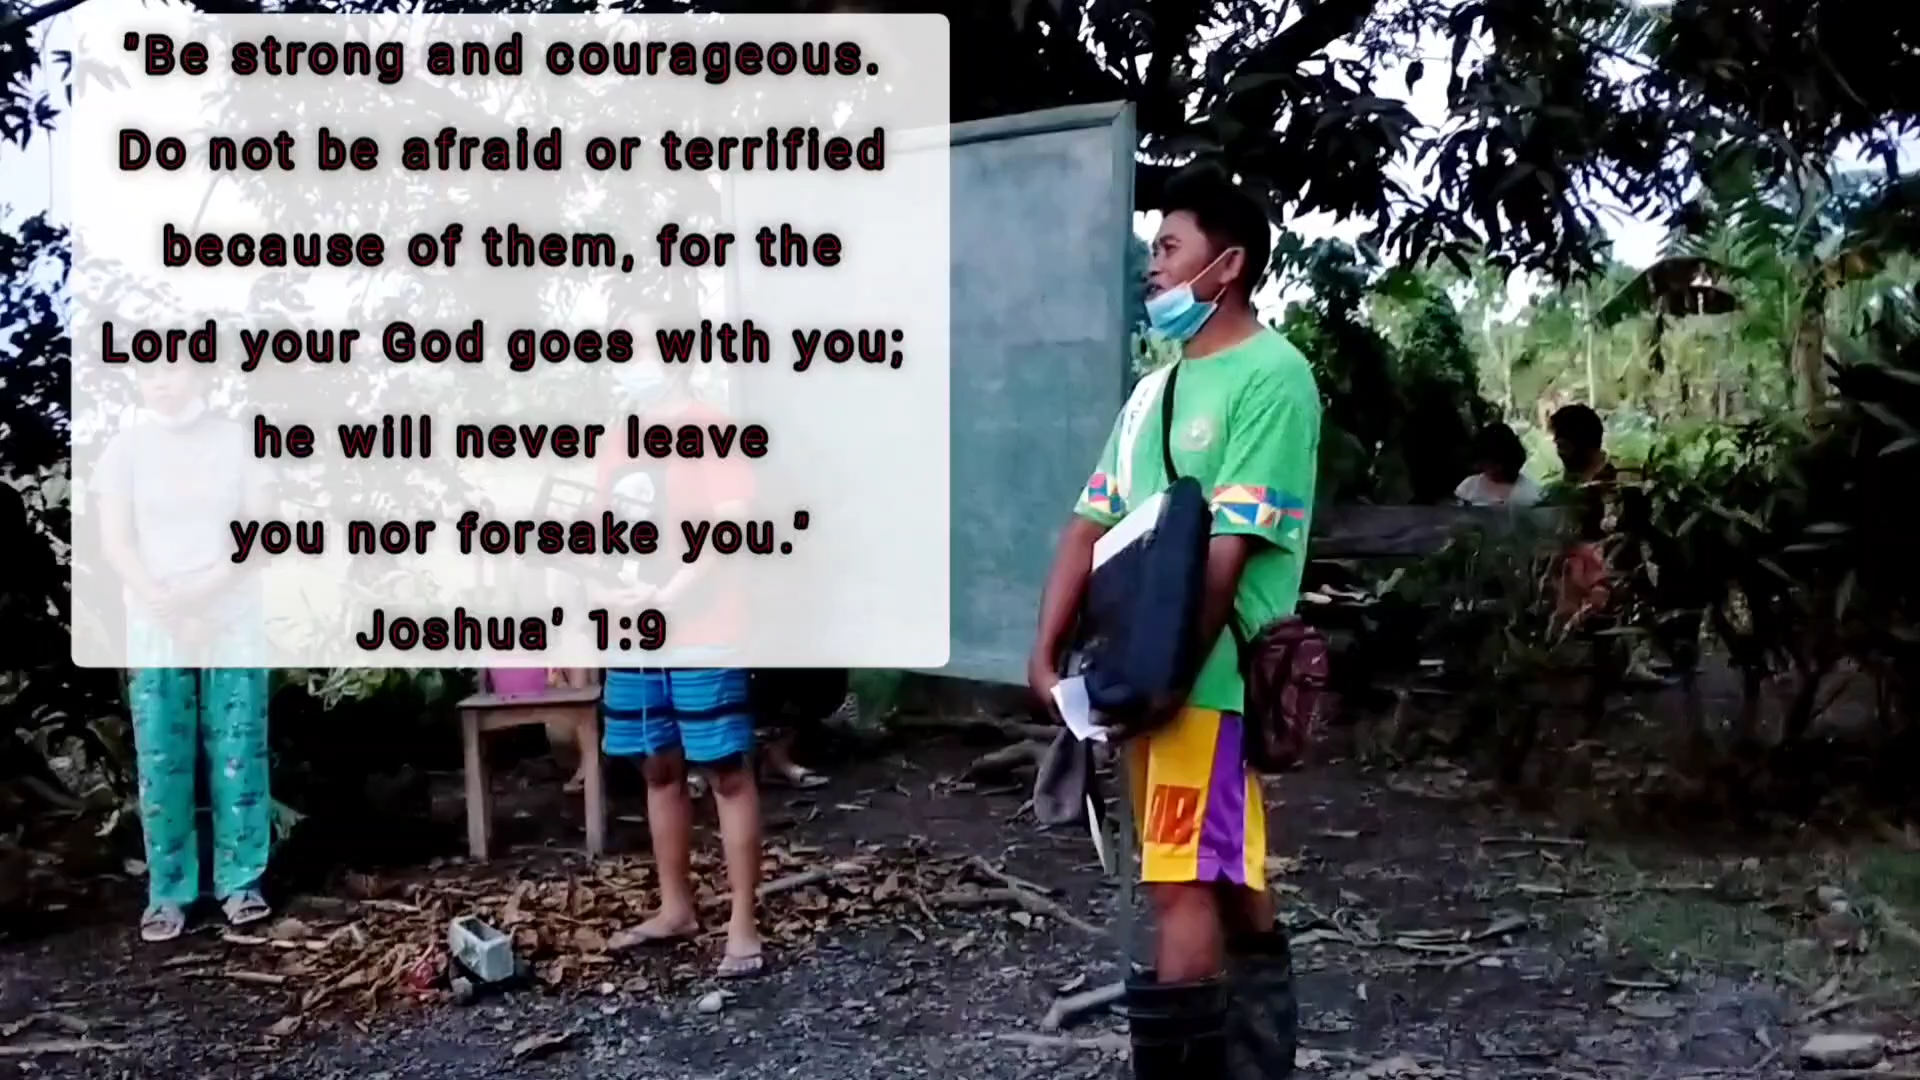 "Be strong and courageous.
Do not be afraid or terrified
because of them, for the
Lord your God goes with you;
he will never leave
you nor forsake you."
Joshua' 1:9